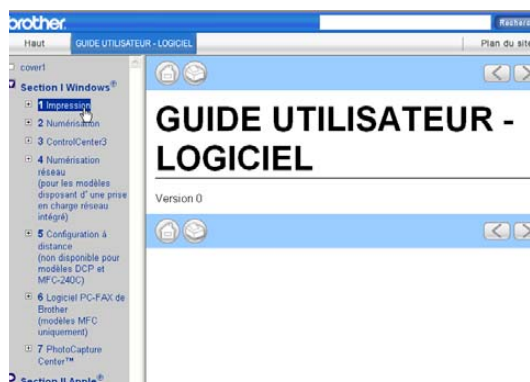 brother.
Recherc
Haut
GUIDE UTILISATEUR - LOGICIEL
Plan du site
cover1
Section I Windows®
1 Impression
2 Numérisation
3 ControlCenter3
4 Numérisation
réseau
(pour les modèles
disposant d'une prise
en charge réseau
intégré)
5 Configuration à
distance
(non disponible pour
modèles DCP et
MFC-240C)
6 Logiciel PC-FAX de
Brother
(modèles MFC
uniquement)
7 PhotoCapture
Center™
Section II Apple®
GUIDE UTILISATEUR -
LOGICIEL
Version 0